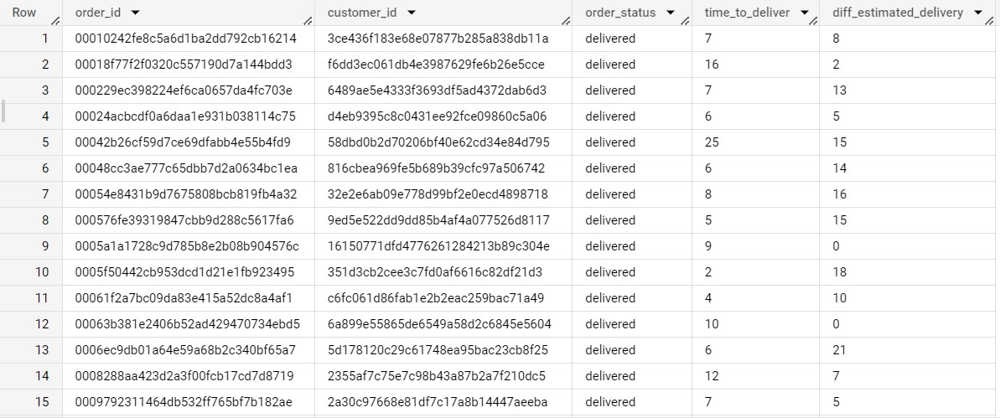 Row order_id customer_id order_status time_to_deliver diff_estimated_delivery
1 00010242fe8c5a6d1ba2dd792cb16214 3ce436f183e68e07877b285a838db11a delivered 7 8
2 00018f77f2f0320c557190d7a144bdd3 f6dd3ec061db4e3987629fe6b26e5cce delivered 16 2
3 000229ec398224ef6ca0657da4fc703e 6489ae5e4333f3693df5ad4372dab6d3 delivered 7 13
4 00024acbcdf0a6daa1e931b038114c75 d4eb9395c8c0431ee92fce09860c5a06 delivered 6 5
5 00042b26cf59d7ce69dfabb4e55b4fd9 58dbd0b2d70206bf40e62cd34e84d795 delivered 25 15
6 00048cc3ae777c65dbb7d2a0634bc1ea 816cbea969fe5b689b39cfc97a506742 delivered 6 14
7 00054e8431b9d7675808bcb819fb4a32 32e2e6ab09e778d99bf2e0ecd4898718 delivered 8 16
8 000576fe39319847cbb9d288c5617fa6 9ed5e522dd9dd85b4af4a077526d8117 delivered 5 15
9 0005a1a1728c9d785b8e2b08b904576c 16150771dfd4776261284213b89c304e delivered 9 0
10 0005f50442cb953dcd1d21e1fb923495 351d3cb2cee3c7fd0af6616c82df21d3 delivered 2 18
11 00061f2a7bc09da83e415a52dc8a4af1 c6fc061d86fab1e2b2eac259bac71a49 delivered 4 10
12 00063b381e2406b52ad429470734ebd5 6a899e55865de6549a58d2c6845e5604 delivered 10 0
13 0006ec9db01a64e59a68b2c340bf65a7 5d178120c29c61748ea95bac23cb8f25 delivered 6 21
14 0008288aa423d2a3f00fcb17cd7d8719 2355af7c75e7c98b43a87b2a7f210dc5 delivered 12 7
15 0009792311464db532ff765bf7b182ae 2a30c97668e81df7c17a8b14447aeeba delivered 7 5